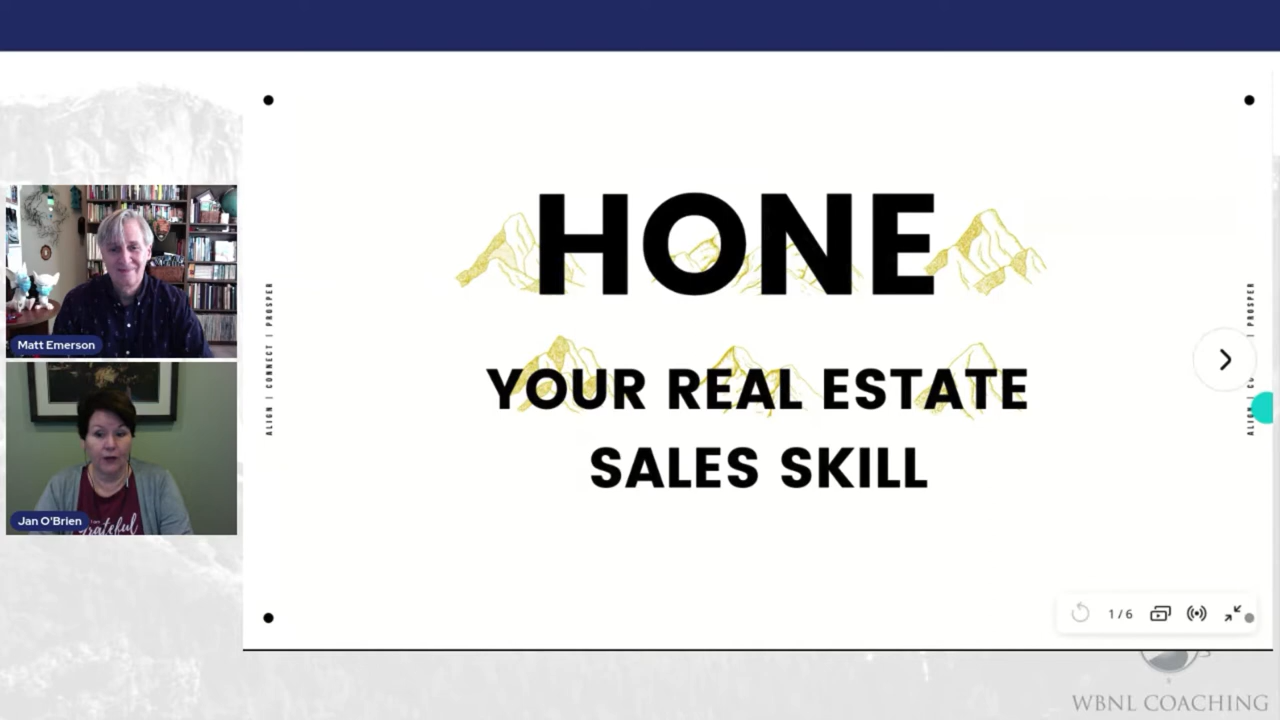 Matt Emerson
grateful
Jan O'Brien
ALIGN | CONNECT | PROSPER
HONE
YOUR REAL ESTATE
SALES SKILL
PROSPER
ALIGN |
1 / 6
WBNL COACHING